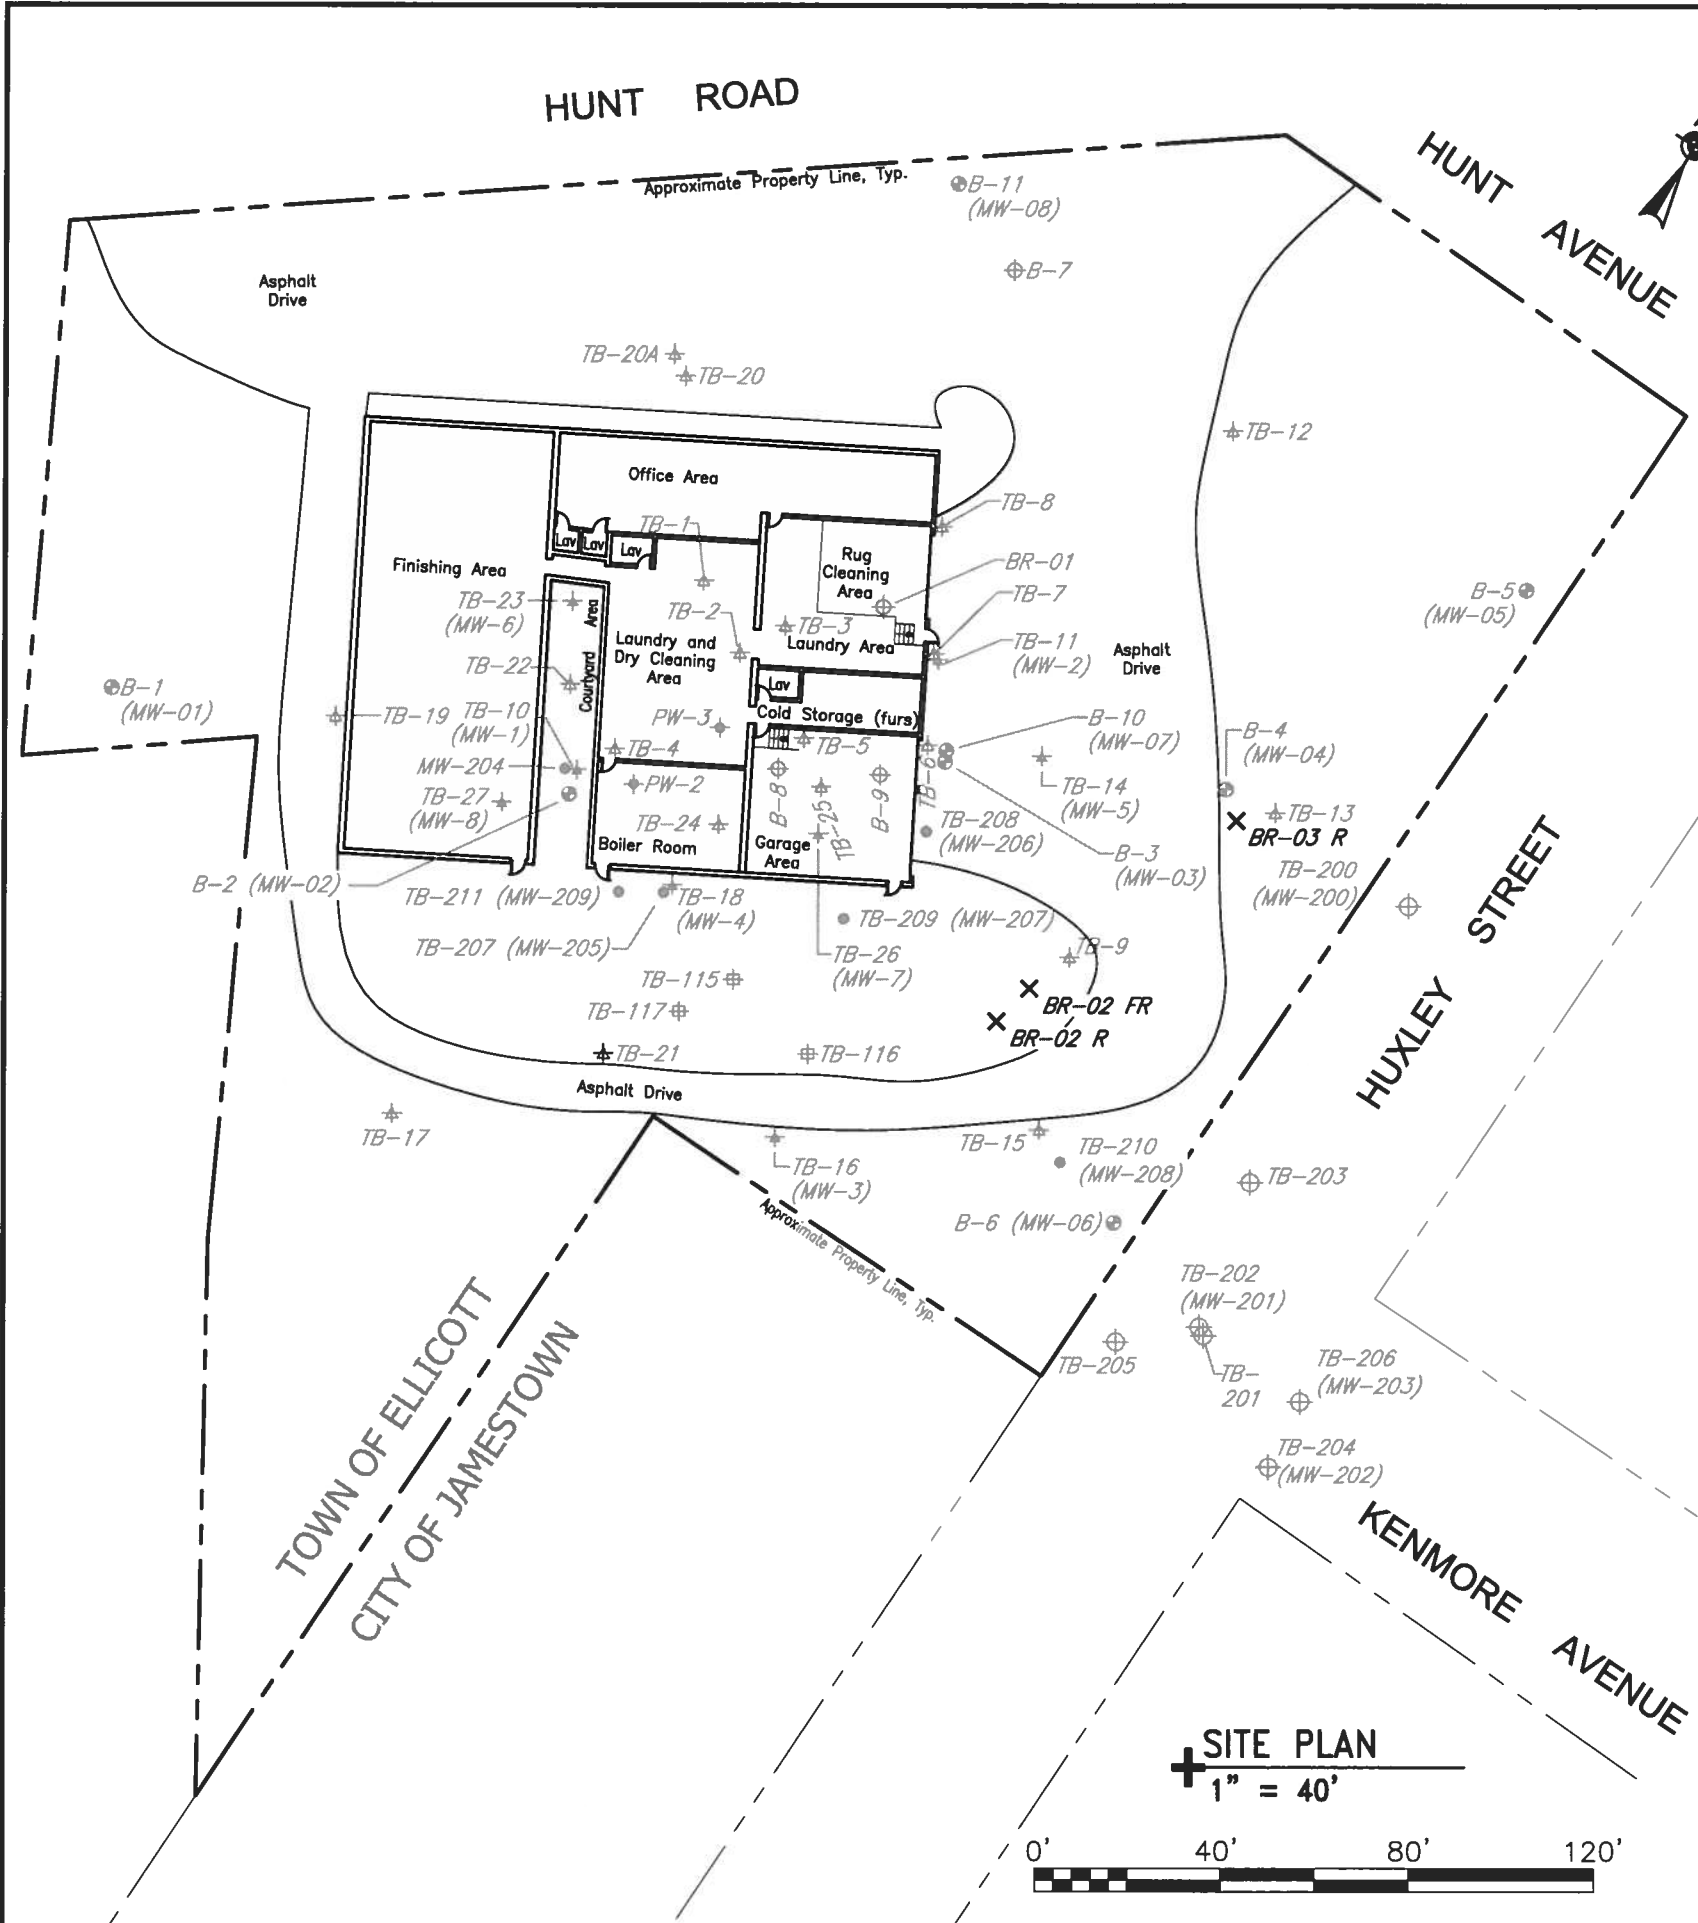 HUNT ROAD
HUNT AVENUE
Approximate Property Line, Typ.
B-11
(MW-08)
B-7
Asphalt
Drive
TB-20A
TB-20
TB-12
Office Area
TB-8
TB-1
Lav
Lav
Lav
Rug
Cleaning
Area
BR-01
Finishing Area
TB-23
(MW-6)
TB-2
TB-3
TB-7
B-5
(MW-05)
Laundry and
Dry Cleaning
Area
Laundry Area
TB-11
(MW-2)
Asphalt
Drive
Courtyard Area
TB-22
Lav
B-1
(MW-01)
TB-19
TB-10
(MW-1)
PW-3
Cold Storage (furs)
B-10
(MW-07)
B-4
(MW-04)
TB-4
TB-5
TB-6
MW-204
PW-2
B-8
TB-25
B-9
TB-14
(MW-5)
TB-27
(MW-8)
TB-24
TB-208
(MW-206)
TB-13
BR-03 R
Boiler Room
Garage
Area
B-3
(MW-03)
TB-200
(MW-200)
B-2 (MW-02)
TB-211 (MW-209)
TB-18
(MW-4)
TB-209 (MW-207)
TB-207 (MW-205)
TB-26
(MW-7)
TB-9
HUXLEY STREET
TB-115
BR-02 FR
TB-117
BR-02 R
TB-21
TB-116
Asphalt Drive
TB-17
TB-15
TB-210
(MW-208)
TB-16
(MW-3)
TB-203
Approximate Property Line, Typ.
B-6 (MW-06)
TB-202
(MW-201)
TB-205
TB-
201
TB-206
(MW-203)
TB-204
(MW-202)
TOWN OF ELLICOTT
CITY OF JAMESTOWN
KENMORE AVENUE
SITE PLAN
1" = 40'
0' 40' 80' 120'